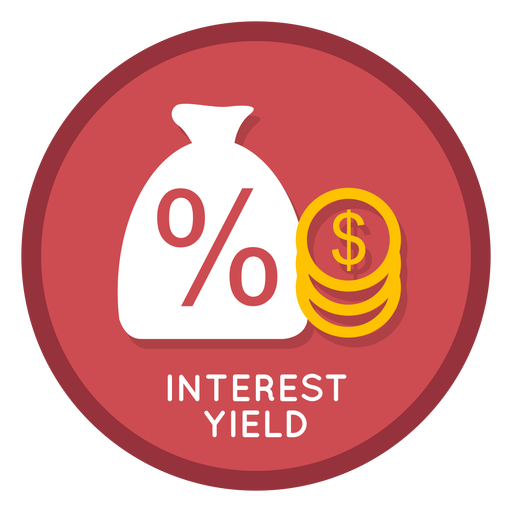 %
$
INTEREST
YIELD